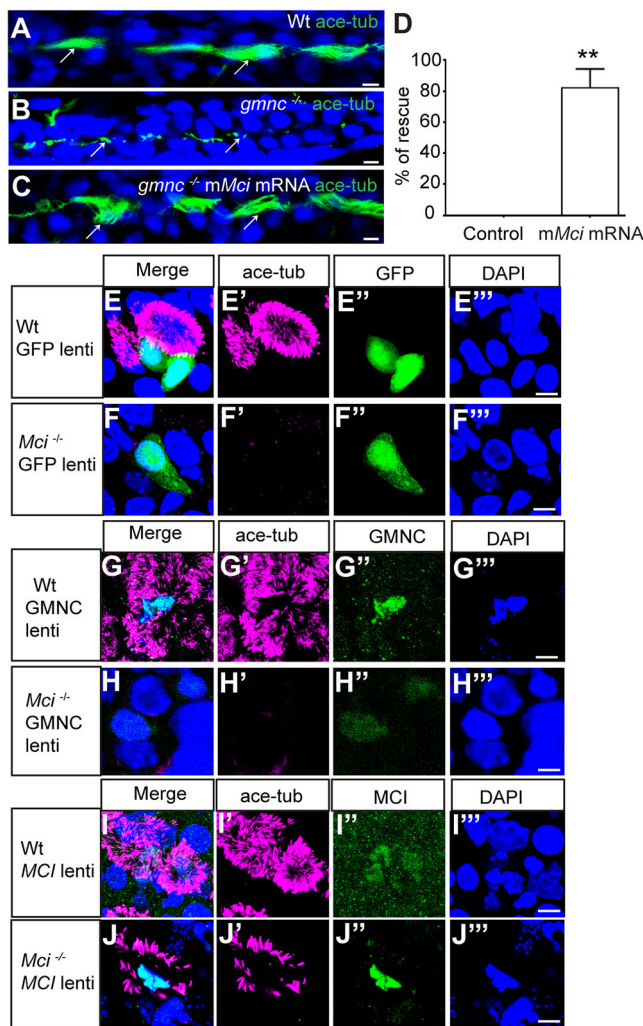 A Wt ace-tub
B gmnc -/- ace-tub
C gmnc -/- mMci mRNA ace-tub
D
**
% of rescue
100
80
60
40
20
0
Control mMci mRNA
Merge ace-tub GFP DAPI
Wt
GFP lenti
E E’ E’’ E’’’
Mci -/-
GFP lenti
F F’ F’’ F’’’
Merge ace-tub GMNC DAPI
Wt
GMNC
lenti
G G’ G’’ G’’’
Mci -/-
GMNC
lenti
H H’ H’’ H’’’
Merge ace-tub MCI DAPI
Wt
MCI lenti
I I’ I’’ I’’’
Mci -/-
MCI lenti
J J’ J’’ J’’’